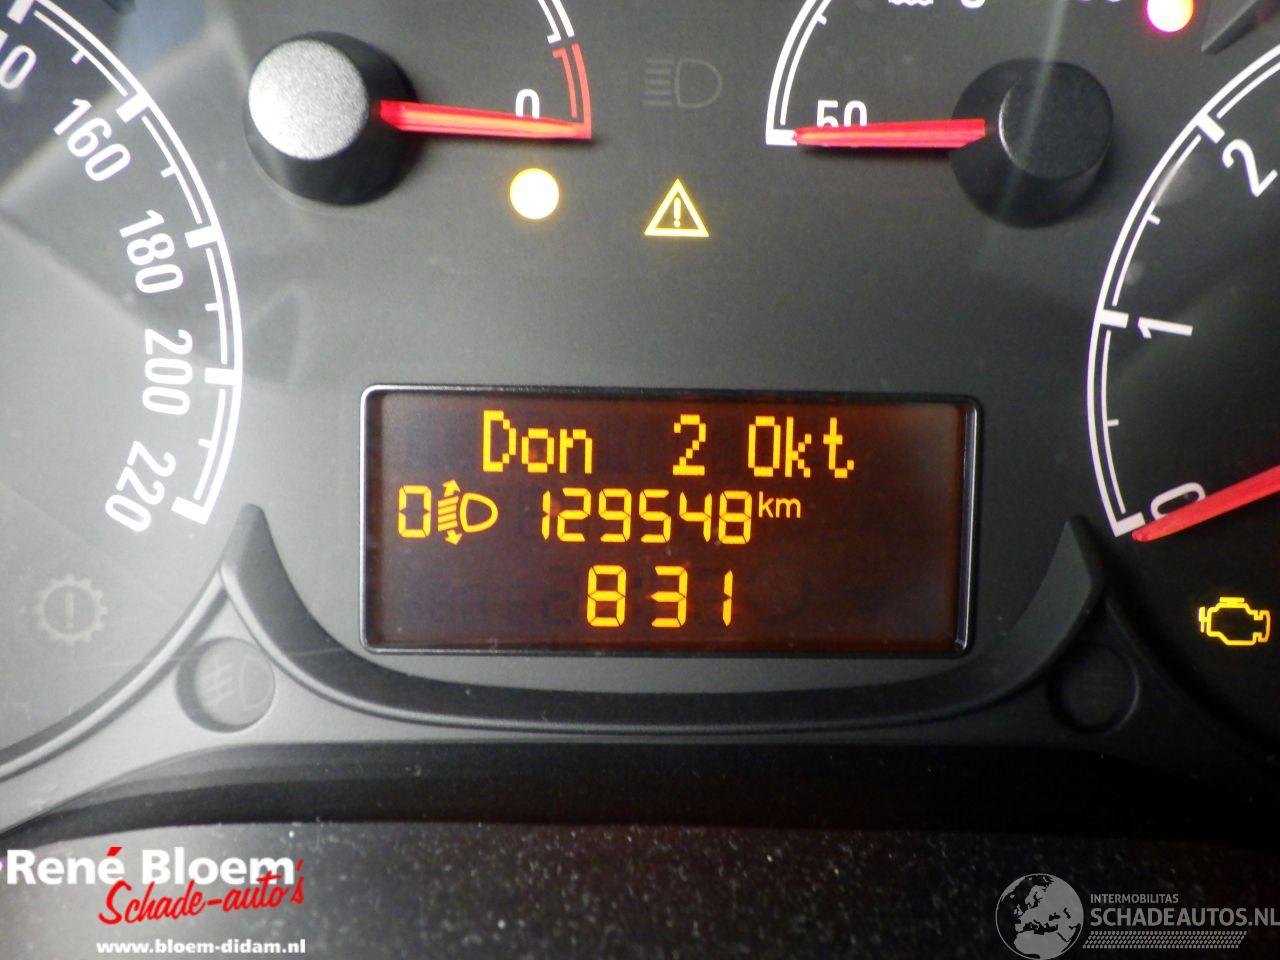 160
180
200
220
0
50
2
1
0
Don 2 Okt
0 129548 km
831
René Bloem
Schade-auto's
www.bloem-didam.nl
INTERMOBILITAS
SCHADEAUTOS.NL